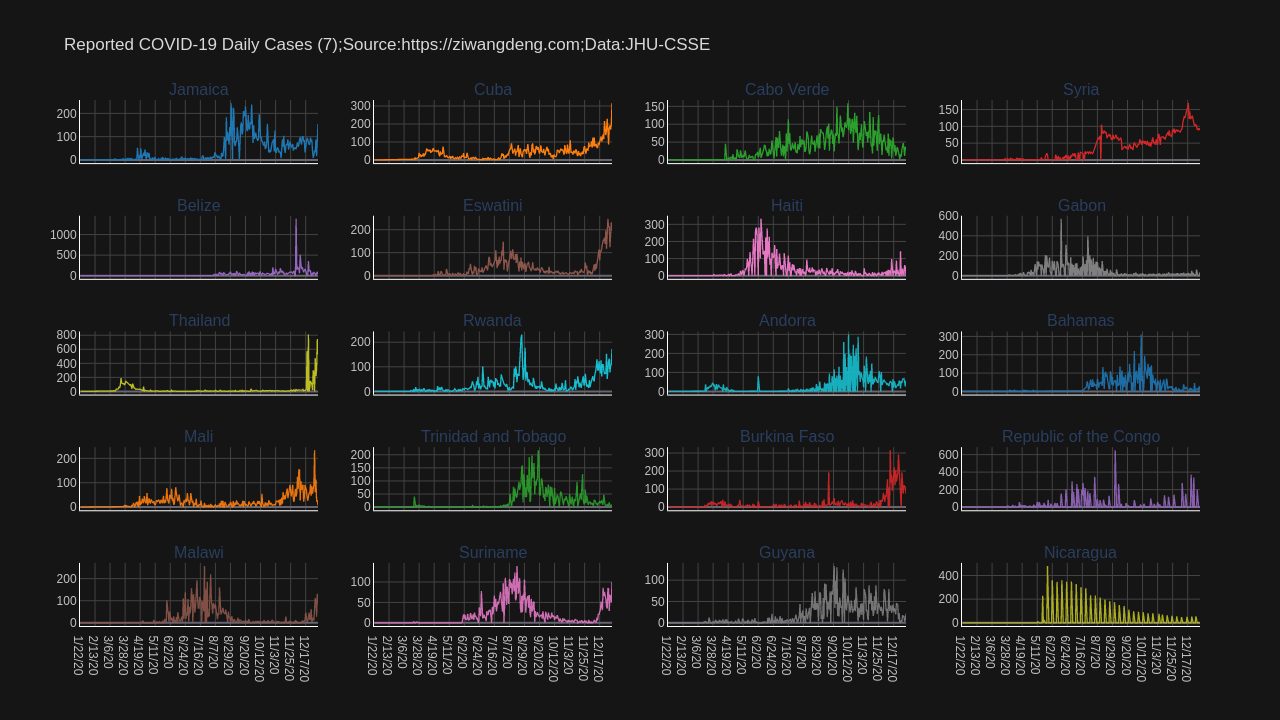 Reported COVID-19 Daily Cases (7);Source:https://ziwangdeng.com;Data:JHU-CSSE
Jamaica Cuba Cabo Verde Syria
200 100 0
300 200 100 0
150 100 50 0
150 100 50 0
Belize Eswatini Haiti Gabon
1000 500 0
200 100 0
300 200 100 0
600 400 200 0
Thailand Rwanda Andorra Bahamas
800 600 400 200 0
200 100 0
300 200 100 0
300 200 100 0
Mali Trinidad and Tobago Burkina Faso Republic of the Congo
200 100 0
200 150 100 50 0
300 200 100 0
600 400 200 0
Malawi Suriname Guyana Nicaragua
200 100 0
100 50 0
100 50 0
400 200 0
1/22/20 2/13/20 3/6/20 3/28/20 4/19/20 5/11/20 6/2/20 6/24/20 7/16/20 8/7/20 8/29/20 9/20/20 10/12/20 11/3/20 11/25/20 12/17/20
1/22/20 2/13/20 3/6/20 3/28/20 4/19/20 5/11/20 6/2/20 6/24/20 7/16/20 8/7/20 8/29/20 9/20/20 10/12/20 11/3/20 11/25/20 12/17/20
1/22/20 2/13/20 3/6/20 3/28/20 4/19/20 5/11/20 6/2/20 6/24/20 7/16/20 8/7/20 8/29/20 9/20/20 10/12/20 11/3/20 11/25/20 12/17/20
1/22/20 2/13/20 3/6/20 3/28/20 4/19/20 5/11/20 6/2/20 6/24/20 7/16/20 8/7/20 8/29/20 9/20/20 10/12/20 11/3/20 11/25/20 12/17/20